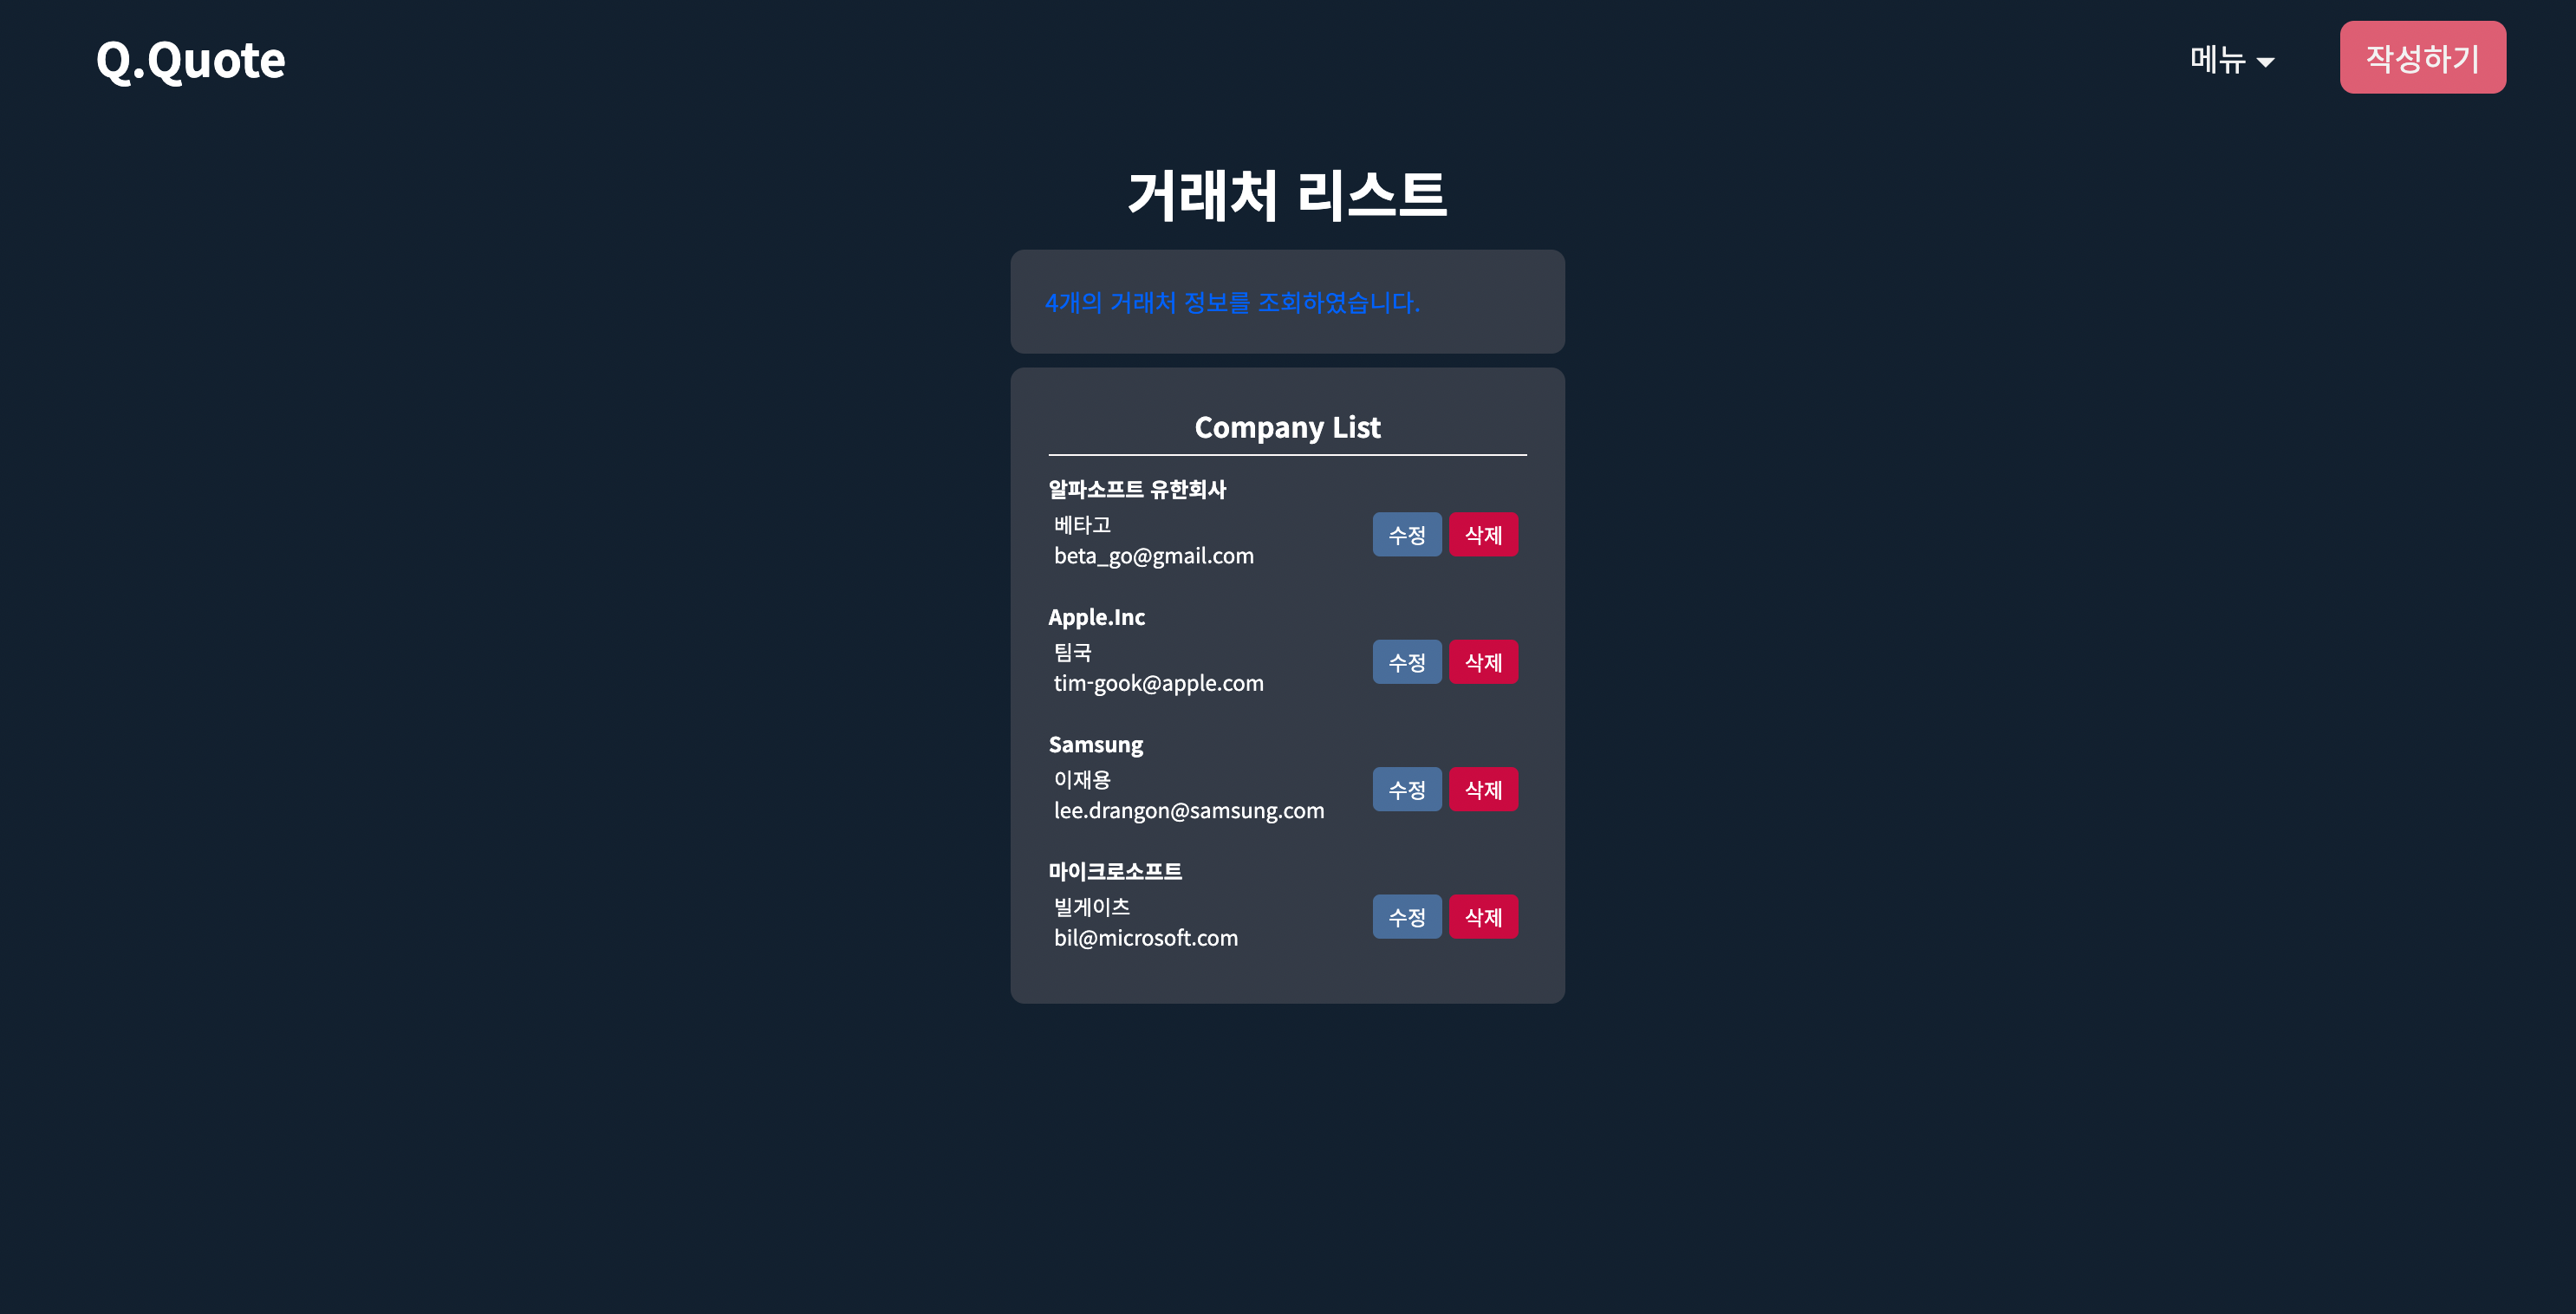 Q.Quote
메뉴
작성하기
거래처 리스트
4개의 거래처 정보를 조회하였습니다.
Company List
알파소프트 유한회사
베타고
beta_go@gmail.com
수정 삭제
Apple.Inc
팀국
tim-gook@apple.com
수정 삭제
Samsung
이재용
lee.drangon@samsung.com
수정 삭제
마이크로소프트
빌게이츠
bil@microsoft.com
수정 삭제